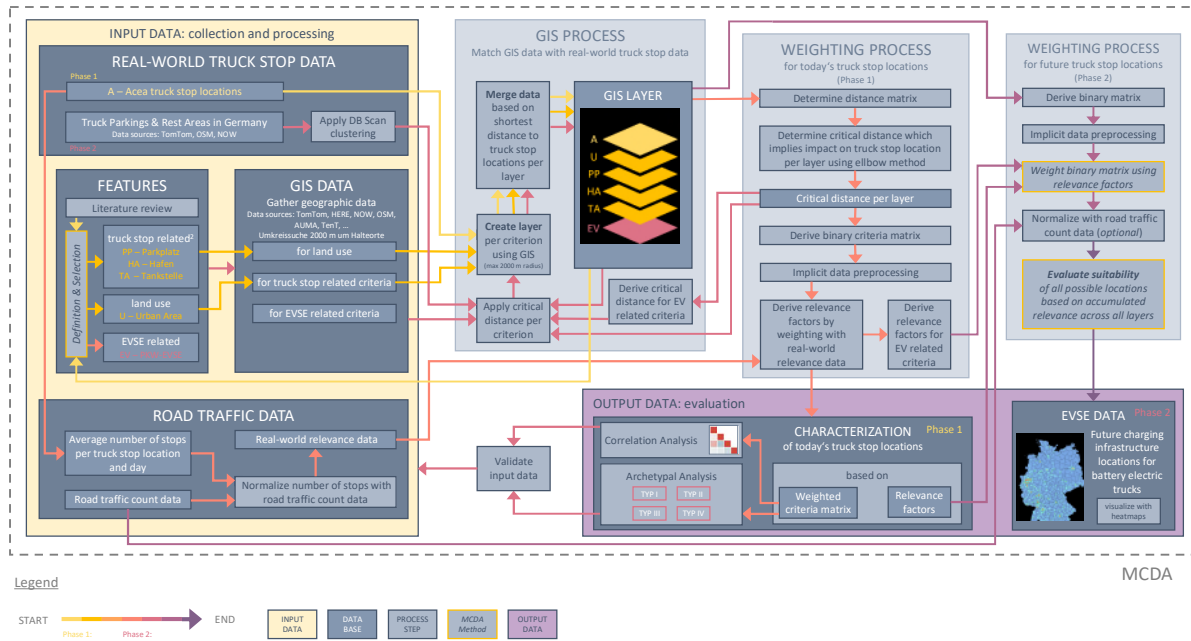 INPUT DATA: collection and processing
REAL-WORLD TRUCK STOP DATA
Phase 1
A – Acea truck stop locations
Truck Parkings & Rest Areas in Germany
Data sources: TomTom, OSM, NOW
Phase 2
Apply DB Scan
clustering
FEATURES
Literature review
Definition & Selection
truck stop related²
PP – Parkplatz
HA – Hafen
TA – Tankstelle
land use
U – Urban Area
EVSE related
GIS DATA
Gather geographic data
Data sources: TomTom, HERE, NOW, OSM,
AUMA, TenT, ...
Umkreissuche 2000 m um Halteorte
for land use
for truck stop related criteria
for EVSE related criteria
ROAD TRAFFIC DATA
Average number of stops
per truck stop location
and day
Real-world relevance data
Road traffic count data
Normalize number of stops with
road traffic count data
GIS PROCESS
Match GIS data with real-world truck stop data
Merge data
based on
shortest
distance to
truck stop
locations per
layer
GIS LAYER
A
U
PP
HA
TA
EV
Create layer
per criterion
using GIS
(max 2000 m radius)
Apply critical
distance per
criterion
Derive critical
distance for EV
related criteria
Validate
input data
WEIGHTING PROCESS
for today's truck stop locations
(Phase 1)
Determine distance matrix
Determine critical distance which
implies impact on truck stop location
per layer using ellbow method
Critical distance per layer
Derive binary criteria matrix
Implicit data preprocessing
Derive relevance
factors by
weighting with
real-world
relevance data
Derive
relevance
factors for
EV related
criteria
WEIGHTING PROCESS
for future truck stop locations
(Phase 2)
Derive binary matrix
Implicit data preprocessing
Weight binary matrix using
relevance factors
Normalize with road traffic
count data (optional)
Evaluate suitability
of all possible locations
based on accumulated
relevance across all layers
OUTPUT DATA: evaluation
Correlation Analysis
Archetypal Analysis
TYP I
TYP II
TYP III
TYP IV
CHARACTERIZATION
Phase 1
of today's truck stop locations
based on
Weighted
criteria matrix
Relevance
factors
EVSE DATA
Phase 2
Future charging
infrastructure
locations for
battery electric
trucks
visualize with
heatmaps
MCDA
Legend
START
END
Phase 1:
Phase 2:
INPUT
DATA
DATA
BASE
PROCESS
STEP
MCDA
Method
OUTPUT
DATA